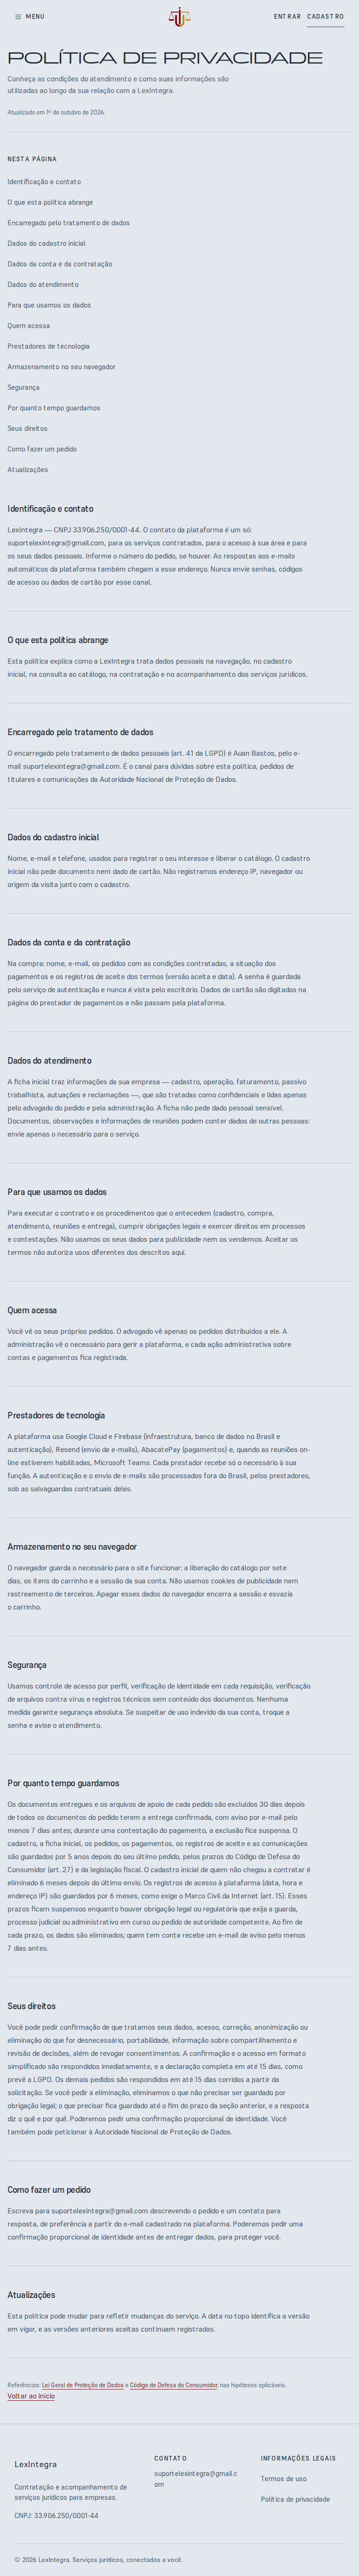 MENU
ENTRAR CADASTRO
POLÍTICA DE PRIVACIDADE
Conheça as condições do atendimento e como suas informações são
utilizadas ao longo da sua relação com a LexIntegra.
Atualizado em 1º de outubro de 2026.
NESTA PÁGINA
Identificação e contato
O que esta política abrange
Encarregado pelo tratamento de dados
Dados do cadastro inicial
Dados da conta e da contratação
Dados do atendimento
Para que usamos os dados
Quem acessa
Prestadores de tecnologia
Armazenamento no seu navegador
Segurança
Por quanto tempo guardamos
Seus direitos
Como fazer um pedido
Atualizações
Identificação e contato
LexIntegra — CNPJ 33.906.250/0001-44. O contato da plataforma é um só:
suportelexintegra@gmail.com, para os serviços contratados, para o acesso à sua área e para
os seus dados pessoais. Informe o número do pedido, se houver. As respostas aos e-mails
automáticos da plataforma também chegam a esse endereço. Nunca envie senhas, códigos
de acesso ou dados de cartão por esse canal.
O que esta política abrange
Esta política explica como a LexIntegra trata dados pessoais na navegação, no cadastro
inicial, na consulta ao catálogo, na contratação e no acompanhamento dos serviços jurídicos.
Encarregado pelo tratamento de dados
O encarregado pelo tratamento de dados pessoais (art. 41 da LGPD) é Auan Bastos, pelo e-
mail suportelexintegra@gmail.com. É o canal para dúvidas sobre esta política, pedidos de
titulares e comunicações da Autoridade Nacional de Proteção de Dados.
Dados do cadastro inicial
Nome, e-mail e telefone, usados para registrar o seu interesse e liberar o catálogo. O cadastro
inicial não pede documento nem dado de cartão. Não registramos endereço IP, navegador ou
origem da visita junto com o cadastro.
Dados da conta e da contratação
Na compra: nome, e-mail, os pedidos com as condições contratadas, a situação dos
pagamentos e os registros de aceite dos termos (versão aceita e data). A senha é guardada
pelo serviço de autenticação e nunca é vista pelo escritório. Dados de cartão são digitados na
página do prestador de pagamentos e não passam pela plataforma.
Dados do atendimento
A ficha inicial traz informações da sua empresa — cadastro, operação, faturamento, passivo
trabalhista, autuações e reclamações —, que são tratadas como confidenciais e lidas apenas
pelo advogado do pedido e pela administração. A ficha não pede dado pessoal sensível.
Documentos, observações e informações de reuniões podem conter dados de outras pessoas:
envie apenas o necessário para o serviço.
Para que usamos os dados
Para executar o contrato e os procedimentos que o antecedem (cadastro, compra,
atendimento, reuniões e entrega), cumprir obrigações legais e exercer direitos em processos
e contestações. Não usamos os seus dados para publicidade nem os vendemos. Aceitar os
termos não autoriza usos diferentes dos descritos aqui.
Quem acessa
Você vê os seus próprios pedidos. O advogado vê apenas os pedidos distribuídos a ele. A
administração vê o necessário para gerir a plataforma, e cada ação administrativa sobre
contas e pagamentos fica registrada.
Prestadores de tecnologia
A plataforma usa Google Cloud e Firebase (infraestrutura, banco de dados no Brasil e
autenticação), Resend (envio de e-mails), AbacatePay (pagamentos) e, quando as reuniões on-
line estiverem habilitadas, Microsoft Teams. Cada prestador recebe só o necessário à sua
função. A autenticação e o envio de e-mails são processados fora do Brasil, pelos prestadores,
sob as salvaguardas contratuais deles.
Armazenamento no seu navegador
O navegador guarda o necessário para o site funcionar: a liberação do catálogo por sete
dias, os itens do carrinho e a sessão da sua conta. Não usamos cookies de publicidade nem
rastreamento de terceiros. Apagar esses dados do navegador encerra a sessão e esvazia
o carrinho.
Segurança
Usamos controle de acesso por perfil, verificação de identidade em cada requisição, verificação
de arquivos contra vírus e registros técnicos sem conteúdo dos documentos. Nenhuma
medida garante segurança absoluta. Se suspeitar de uso indevido da sua conta, troque a
senha e avise o atendimento.
Por quanto tempo guardamos
Os documentos entregues e os arquivos de apoio de cada pedido são excluídos 30 dias depois
de todos os documentos do pedido terem a entrega confirmada, com aviso por e-mail pelo
menos 7 dias antes; durante uma contestação do pagamento, a exclusão fica suspensa. O
cadastro, a ficha inicial, os pedidos, os pagamentos, os registros de aceite e as comunicações
são guardados por 5 anos depois do seu último pedido, pelos prazos do Código de Defesa do
Consumidor (art. 27) e da legislação fiscal. O cadastro inicial de quem não chegou a contratar é
eliminado 6 meses depois do último envio. Os registros de acesso à plataforma (data, hora e
endereço IP) são guardados por 6 meses, como exige o Marco Civil da Internet (art. 15). Esses
prazos ficam suspensos enquanto houver obrigação legal ou regulatória que exija a guarda,
processo judicial ou administrativo em curso ou pedido de autoridade competente. Ao fim de
cada prazo, os dados são eliminados; quem tem conta recebe um e-mail de aviso pelo menos
7 dias antes.
Seus direitos
Você pode pedir confirmação de que tratamos seus dados, acesso, correção, anonimização ou
eliminação do que for desnecessário, portabilidade, informação sobre compartilhamento e
revisão de decisões, além de revogar consentimentos. A confirmação e o acesso em formato
simplificado são respondidos imediatamente, e a declaração completa em até 15 dias, como
prevê a LGPD. Os demais pedidos são respondidos em até 15 dias corridos a partir da
solicitação. Se você pedir a eliminação, eliminamos o que não precisar ser guardado por
obrigação legal; o que precisar fica guardado até o fim do prazo da seção anterior, e a resposta
diz o quê e por quê. Poderemos pedir uma confirmação proporcional de identidade. Você
também pode peticionar à Autoridade Nacional de Proteção de Dados.
Como fazer um pedido
Escreva para suportelexintegra@gmail.com descrevendo o pedido e um contato para
resposta, de preferência a partir do e-mail cadastrado na plataforma. Poderemos pedir uma
confirmação proporcional de identidade antes de entregar dados, para proteger você.
Atualizações
Esta política pode mudar para refletir mudanças do serviço. A data no topo identifica a versão
em vigor, e as versões anteriores aceitas continuam registradas.
Referências: Lei Geral de Proteção de Dados e Código de Defesa do Consumidor, nas hipóteses aplicáveis.
Voltar ao início
LexIntegra
Contratação e acompanhamento de
serviços jurídicos para empresas.
CNPJ: 33.906.250/0001-44
CONTATO
suportelexintegra@gmail.c
om
INFORMAÇÕES LEGAIS
Termos de uso
Política de privacidade
© 2026 LexIntegra. Serviços jurídicos, conectados a você.